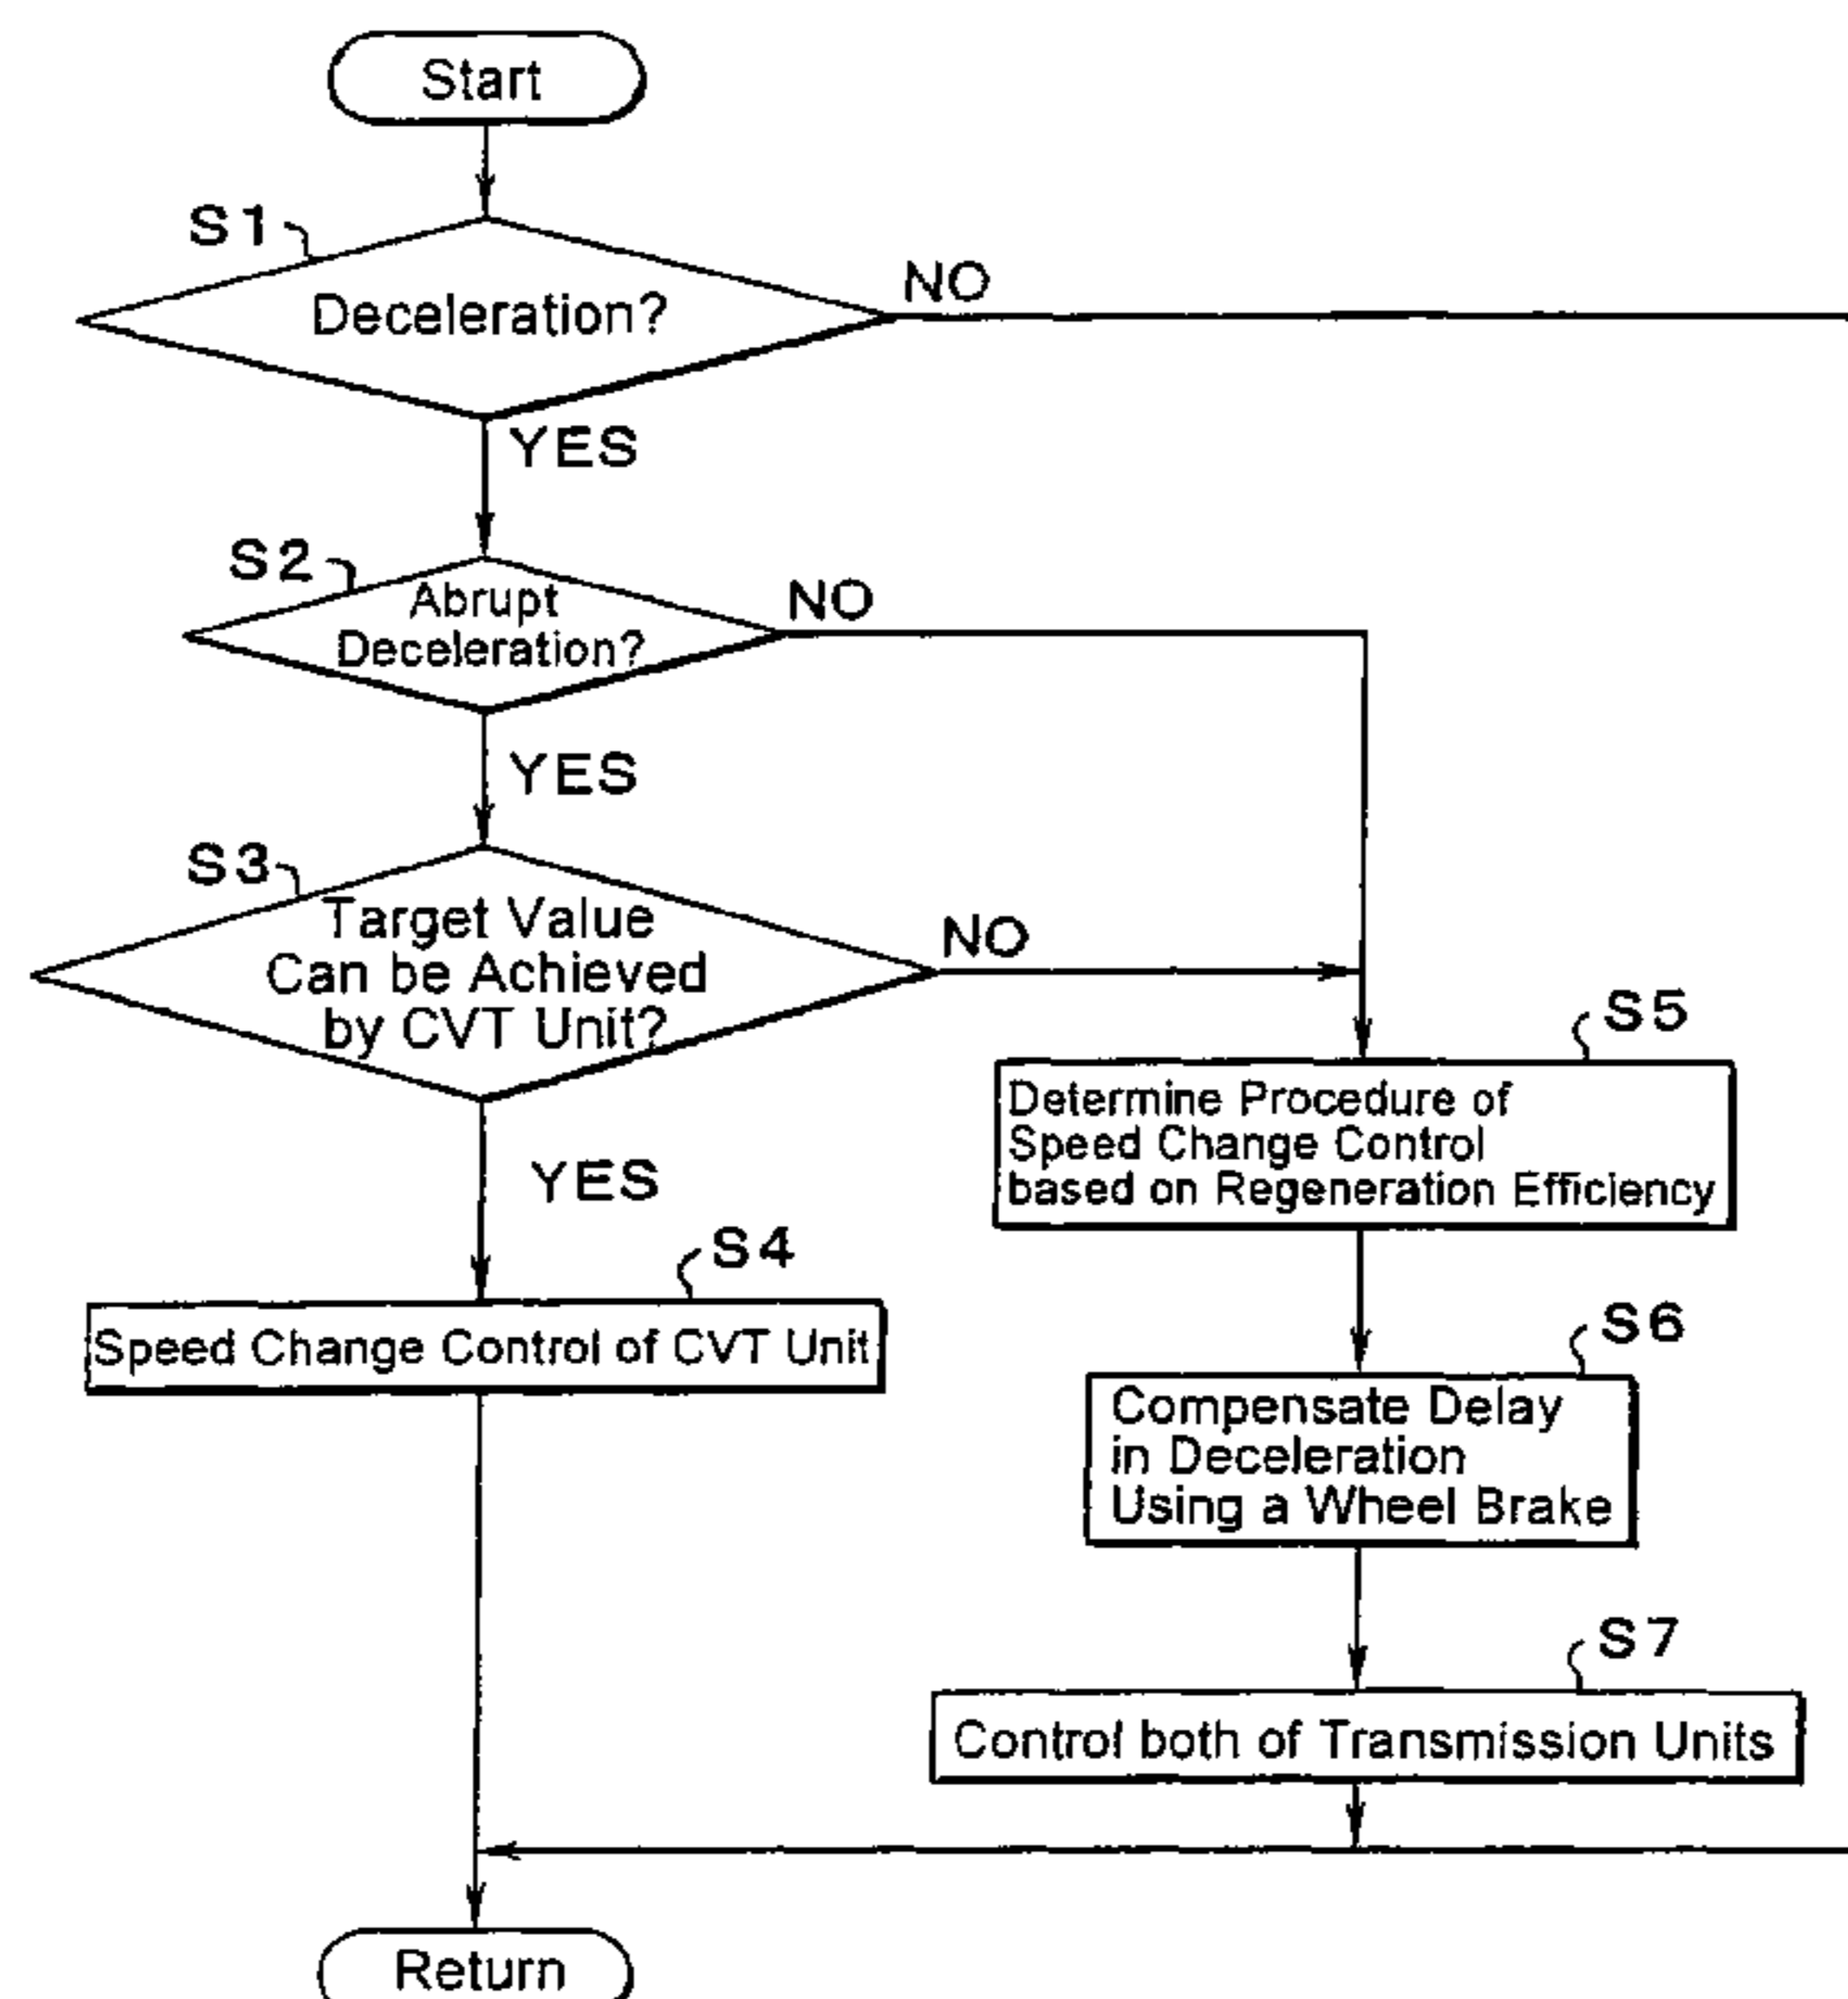 Start
S1
Deceleration?
NO
YES
S2
Abrupt
Deceleration?
NO
YES
S3
Target Value
Can be Achieved
by CVT Unit?
NO
YES
S4
Speed Change Control of CVT Unit
S5
Determine Procedure of
Speed Change Control
based on Regeneration Efficiency
S6
Compensate Delay
in Deceleration
Using a Wheel Brake
S7
Control both of Transmission Units
Return